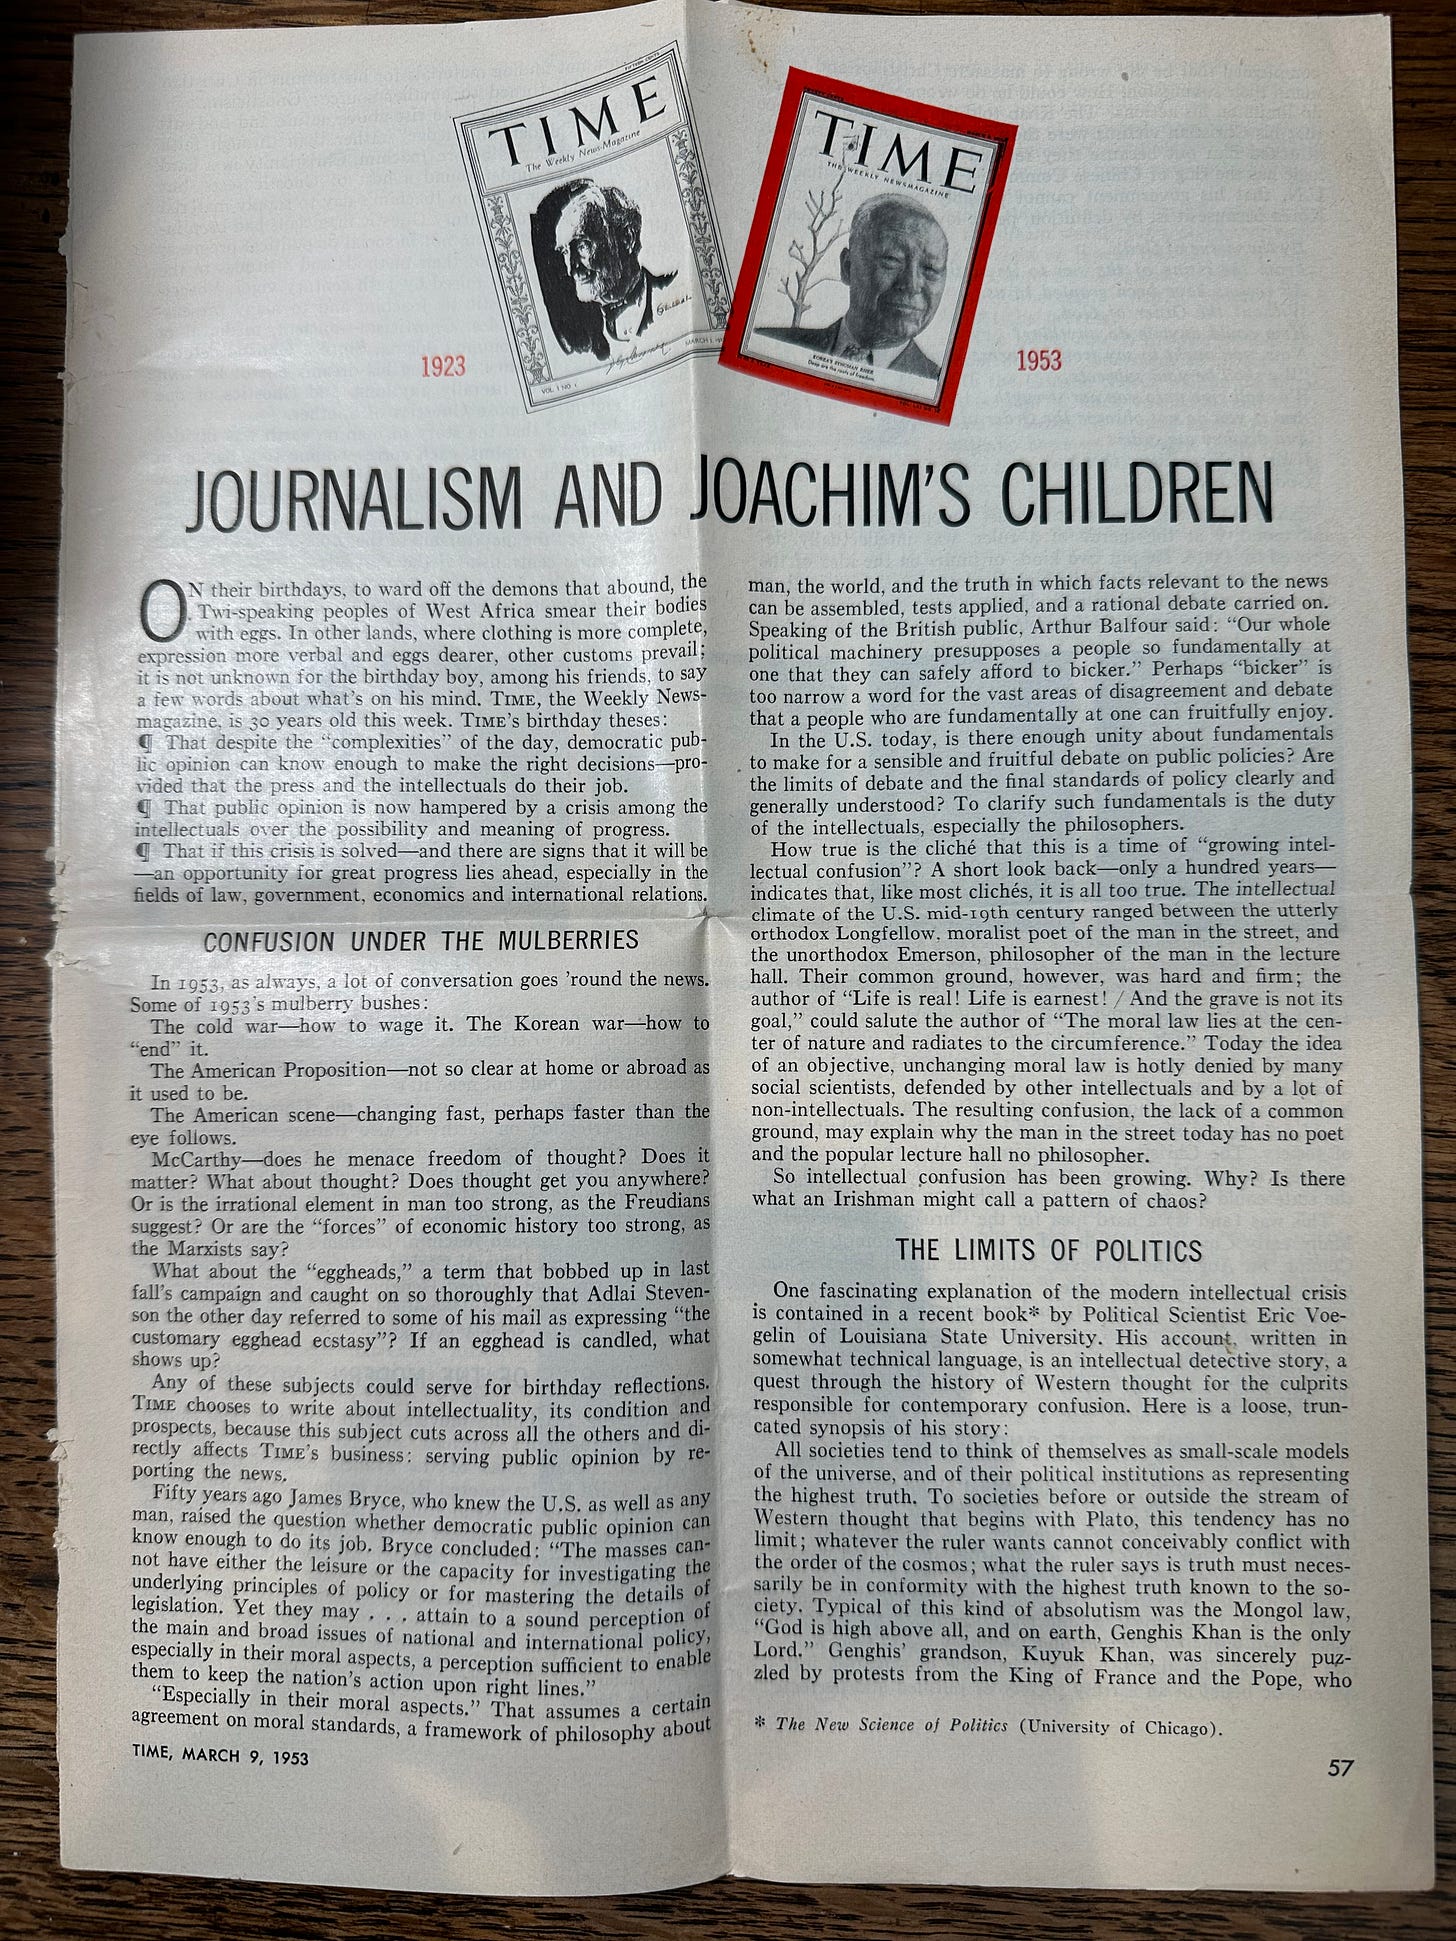 TIME
The Weekly News-Magazine
VOL. 1 NO. 1
TIME
THE WEEKLY NEWSMAGAZINE
KOREA'S SYNGMAN RHEE
Deep are the roots of freedom.
1923
1953
JOURNALISM AND JOACHIM'S CHILDREN
ON their birthdays, to ward off the demons that abound, the
Twi-speaking peoples of West Africa smear their bodies
with eggs. In other lands, where clothing is more complete,
expression more verbal and eggs dearer, other customs prevail;
it is not unknown for the birthday boy, among his friends, to say
a few words about what's on his mind. TIME, the Weekly News-
magazine, is 30 years old this week. TIME's birthday theses:
¶ That despite the "complexities" of the day, democratic pub-
lic opinion can know enough to make the right decisions—pro-
vided that the press and the intellectuals do their job.
¶ That public opinion is now hampered by a crisis among the
intellectuals over the possibility and meaning of progress.
¶ That if this crisis is solved—and there are signs that it will be
—an opportunity for great progress lies ahead, especially in the
fields of law, government, economics and international relations.
CONFUSION UNDER THE MULBERRIES
In 1953, as always, a lot of conversation goes 'round the news.
Some of 1953's mulberry bushes:
The cold war—how to wage it. The Korean war—how to
"end" it.
The American Proposition—not so clear at home or abroad as
it used to be.
The American scene—changing fast, perhaps faster than the
eye follows.
McCarthy—does he menace freedom of thought? Does it
matter? What about thought? Does thought get you anywhere?
Or is the irrational element in man too strong, as the Freudians
suggest? Or are the "forces" of economic history too strong, as
the Marxists say?
What about the "eggheads," a term that bobbed up in last
fall's campaign and caught on so thoroughly that Adlai Steven-
son the other day referred to some of his mail as expressing "the
customary egghead ecstasy"? If an egghead is candled, what
shows up?
Any of these subjects could serve for birthday reflections.
TIME chooses to write about intellectuality, its condition and
prospects, because this subject cuts across all the others and di-
rectly affects TIME's business: serving public opinion by re-
porting the news.
Fifty years ago James Bryce, who knew the U.S. as well as any
man, raised the question whether democratic public opinion can
know enough to do its job. Bryce concluded: "The masses can-
not have either the leisure or the capacity for investigating the
underlying principles of policy or for mastering the details of
legislation. Yet they may . . . attain to a sound perception of
the main and broad issues of national and international policy,
especially in their moral aspects, a perception sufficient to enable
them to keep the nation's action upon right lines."
"Especially in their moral aspects." That assumes a certain
agreement on moral standards, a framework of philosophy about
man, the world, and the truth in which facts relevant to the news
can be assembled, tests applied, and a rational debate carried on.
Speaking of the British public, Arthur Balfour said: "Our whole
political machinery presupposes a people so fundamentally at
one that they can safely afford to bicker." Perhaps "bicker" is
too narrow a word for the vast areas of disagreement and debate
that a people who are fundamentally at one can fruitfully enjoy.
In the U.S. today, is there enough unity about fundamentals
to make for a sensible and fruitful debate on public policies? Are
the limits of debate and the final standards of policy clearly and
generally understood? To clarify such fundamentals is the duty
of the intellectuals, especially the philosophers.
How true is the cliché that this is a time of "growing intel-
lectual confusion"? A short look back—only a hundred years—
indicates that, like most clichés, it is all too true. The intellectual
climate of the U.S. mid-19th century ranged between the utterly
orthodox Longfellow, moralist poet of the man in the street, and
the unorthodox Emerson, philosopher of the man in the lecture
hall. Their common ground, however, was hard and firm; the
author of "Life is real! Life is earnest! / And the grave is not its
goal," could salute the author of "The moral law lies at the cen-
ter of nature and radiates to the circumference." Today the idea
of an objective, unchanging moral law is hotly denied by many
social scientists, defended by other intellectuals and by a lot of
non-intellectuals. The resulting confusion, the lack of a common
ground, may explain why the man in the street today has no poet
and the popular lecture hall no philosopher.
So intellectual confusion has been growing. Why? Is there
what an Irishman might call a pattern of chaos?
THE LIMITS OF POLITICS
One fascinating explanation of the modern intellectual crisis
is contained in a recent book* by Political Scientist Eric Voe-
gelin of Louisiana State University. His account, written in
somewhat technical language, is an intellectual detective story, a
quest through the history of Western thought for the culprits
responsible for contemporary confusion. Here is a loose, trun-
cated synopsis of his story:
All societies tend to think of themselves as small-scale models
of the universe, and of their political institutions as representing
the highest truth. To societies before or outside the stream of
Western thought that begins with Plato, this tendency has no
limit; whatever the ruler wants cannot conceivably conflict with
the order of the cosmos; what the ruler says is truth must neces-
sarily be in conformity with the highest truth known to the so-
ciety. Typical of this kind of absolutism was the Mongol law,
"God is high above all, and on earth, Genghis Khan is the only
Lord." Genghis' grandson, Kuyuk Khan, was sincerely puz-
zled by protests from the King of France and the Pope, who
* The New Science of Politics (University of Chicago).
TIME, MARCH 9, 1953
57